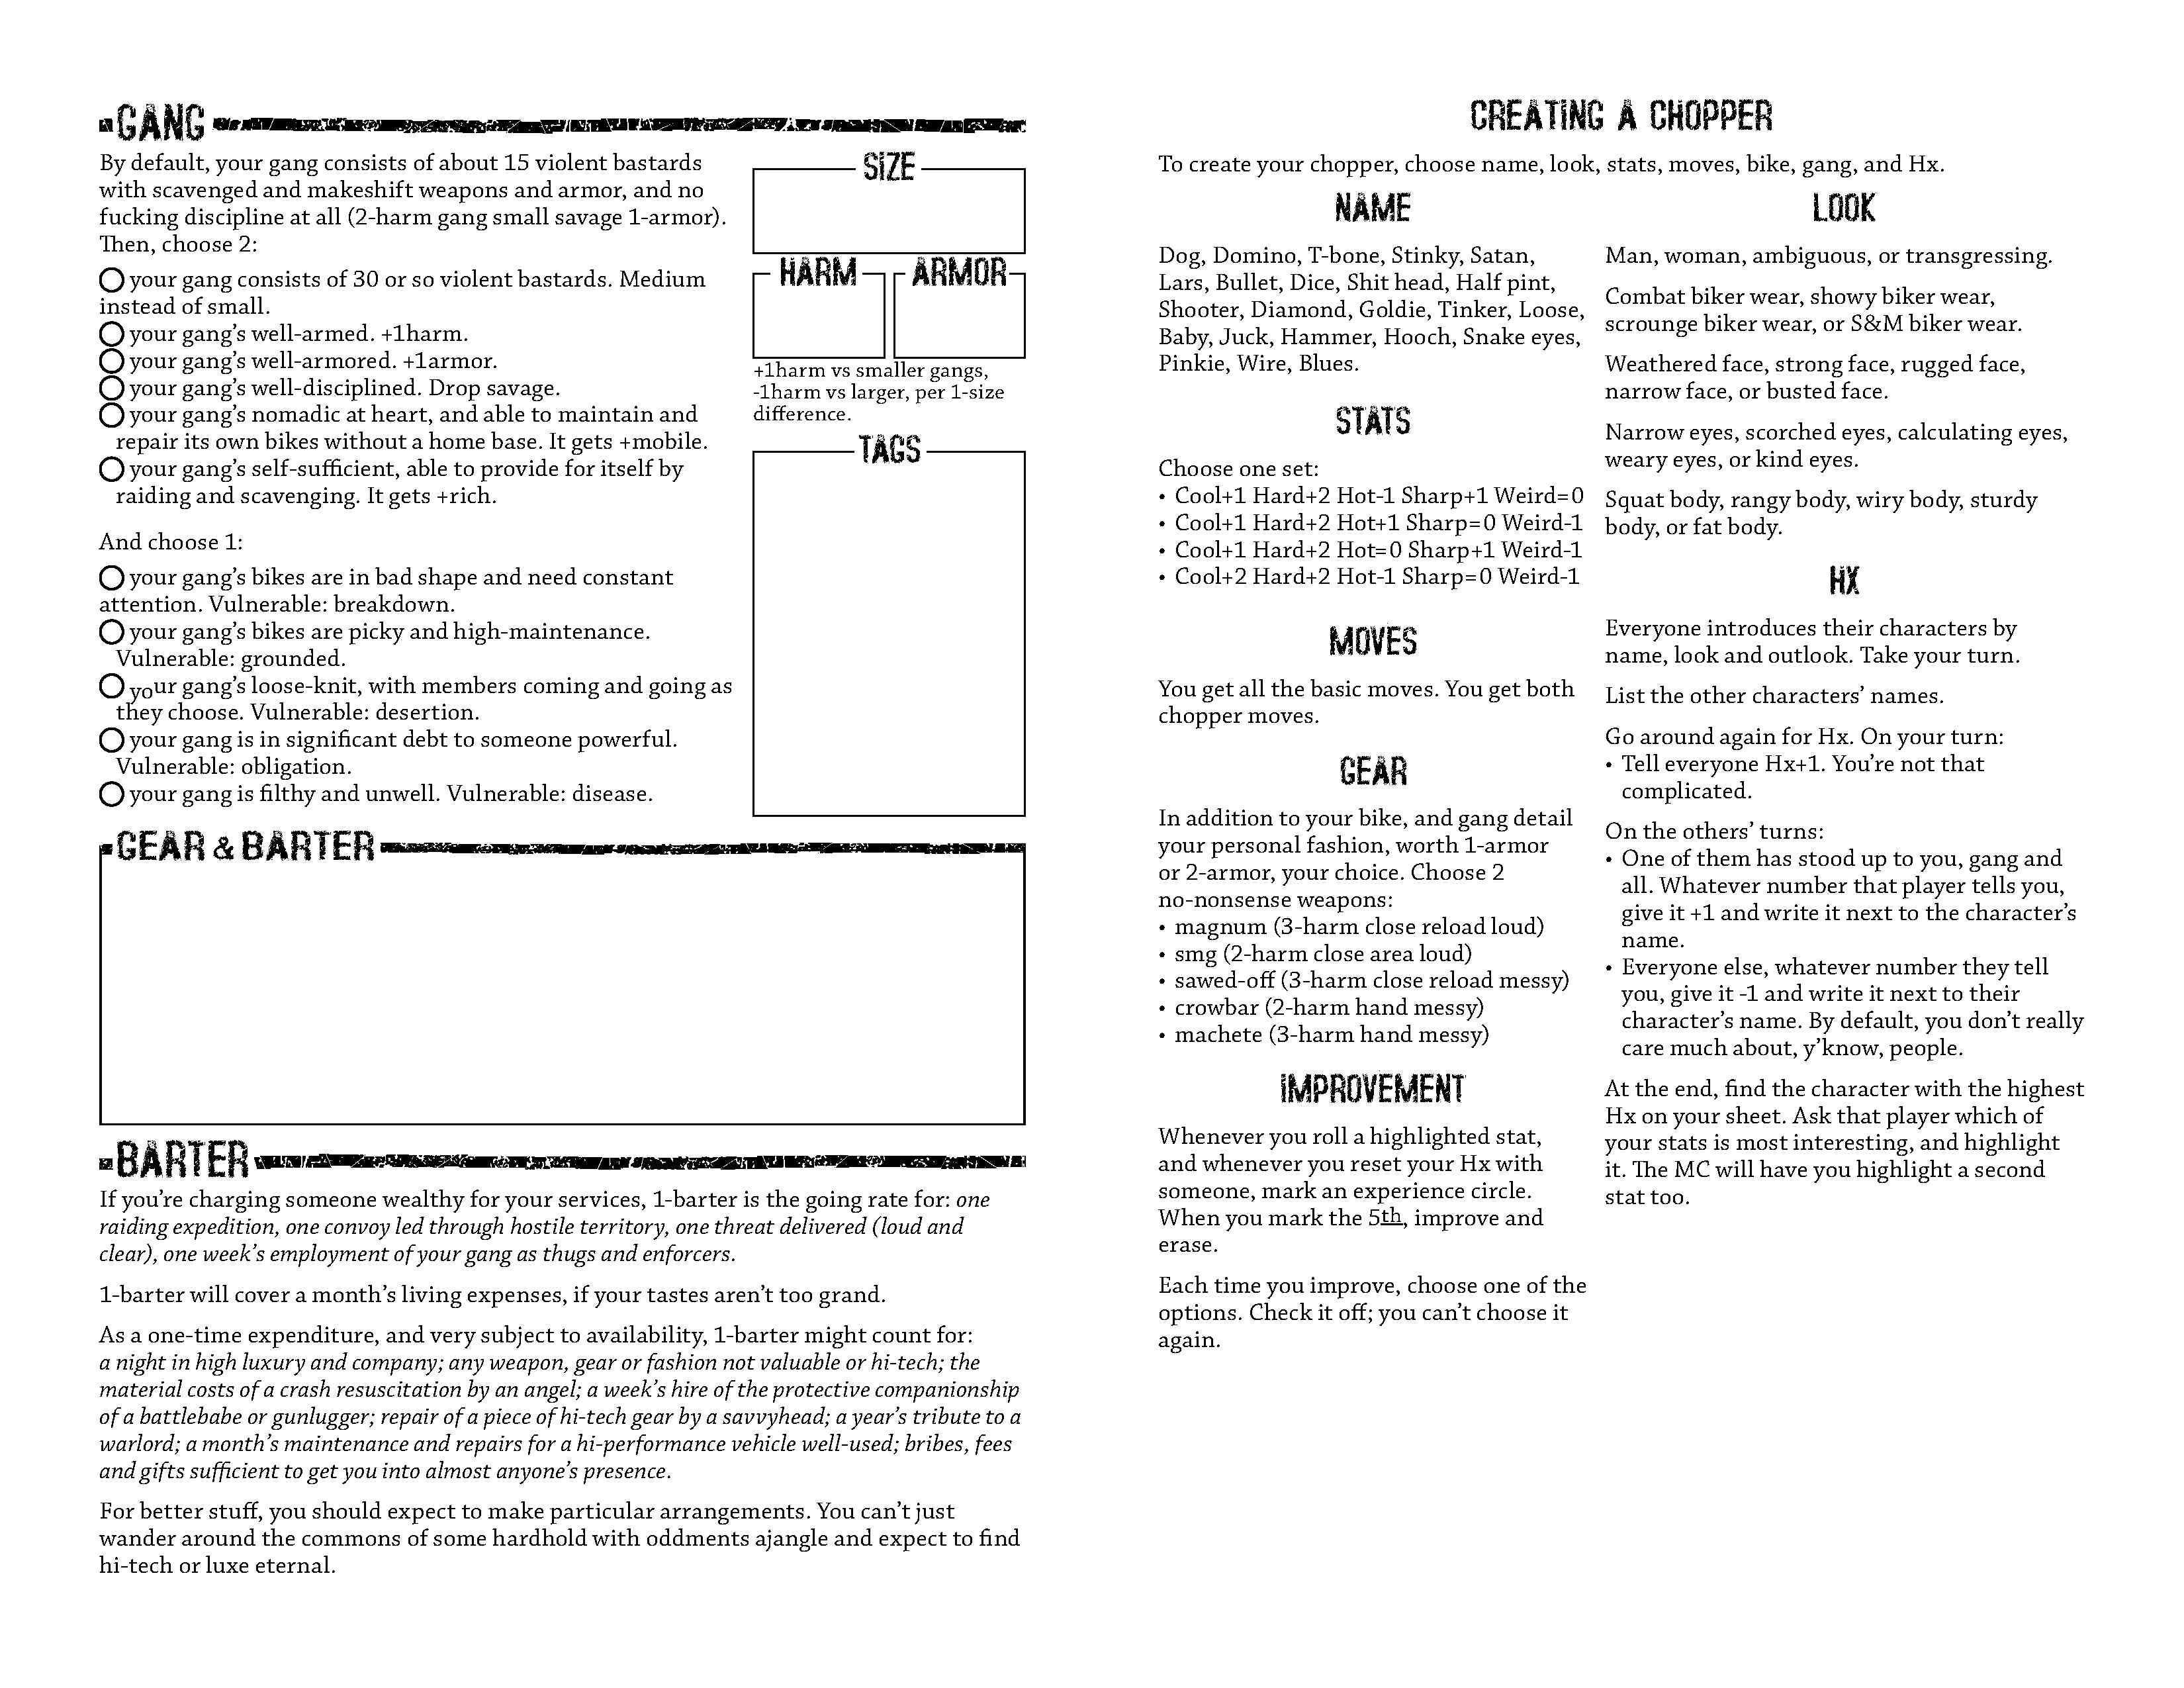 GANG
By default, your gang consists of about 15 violent bastards
with scavenged and makeshift weapons and armor, and no
fucking discipline at all (2-harm gang small savage 1-armor).
Then, choose 2:
your gang consists of 30 or so violent bastards. Medium
instead of small.
your gang's well-armed. +1harm.
your gang's well-armored. +1armor.
your gang's well-disciplined. Drop savage.
your gang's nomadic at heart, and able to maintain and
repair its own bikes without a home base. It gets +mobile.
your gang's self-sufficient, able to provide for itself by
raiding and scavenging. It gets +rich.
And choose 1:
your gang's bikes are in bad shape and need constant
attention. Vulnerable: breakdown.
your gang's bikes are picky and high-maintenance.
Vulnerable: grounded.
your gang's loose-knit, with members coming and going as
they choose. Vulnerable: desertion.
your gang is in significant debt to someone powerful.
Vulnerable: obligation.
your gang is filthy and unwell. Vulnerable: disease.
SIZE
HARM
ARMOR
+1harm vs smaller gangs,
-1harm vs larger, per 1-size
difference.
TAGS
GEAR & BARTER
BARTER
If you're charging someone wealthy for your services, 1-barter is the going rate for: one
raiding expedition, one convoy led through hostile territory, one threat delivered (loud and
clear), one week's employment of your gang as thugs and enforcers.
1-barter will cover a month's living expenses, if your tastes aren't too grand.
As a one-time expenditure, and very subject to availability, 1-barter might count for:
a night in high luxury and company; any weapon, gear or fashion not valuable or hi-tech; the
material costs of a crash resuscitation by an angel; a week's hire of the protective companionship
of a battlebabe or gunlugger; repair of a piece of hi-tech gear by a savvyhead; a year's tribute to a
warlord; a month's maintenance and repairs for a hi-performance vehicle well-used; bribes, fees
and gifts sufficient to get you into almost anyone's presence.
For better stuff, you should expect to make particular arrangements. You can't just
wander around the commons of some hardhold with oddments ajangle and expect to find
hi-tech or luxe eternal.
CREATING A CHOPPER
To create your chopper, choose name, look, stats, moves, bike, gang, and Hx.
NAME
Dog, Domino, T-bone, Stinky, Satan,
Lars, Bullet, Dice, Shit head, Half pint,
Shooter, Diamond, Goldie, Tinker, Loose,
Baby, Juck, Hammer, Hooch, Snake eyes,
Pinkie, Wire, Blues.
STATS
Choose one set:
• Cool+1 Hard+2 Hot-1 Sharp+1 Weird=0
• Cool+1 Hard+2 Hot+1 Sharp=0 Weird-1
• Cool+1 Hard+2 Hot=0 Sharp+1 Weird-1
• Cool+2 Hard+2 Hot-1 Sharp=0 Weird-1
MOVES
You get all the basic moves. You get both
chopper moves.
GEAR
In addition to your bike, and gang detail
your personal fashion, worth 1-armor
or 2-armor, your choice. Choose 2
no-nonsense weapons:
• magnum (3-harm close reload loud)
• smg (2-harm close area loud)
• sawed-off (3-harm close reload messy)
• crowbar (2-harm hand messy)
• machete (3-harm hand messy)
IMPROVEMENT
Whenever you roll a highlighted stat,
and whenever you reset your Hx with
someone, mark an experience circle.
When you mark the 5th, improve and
erase.
Each time you improve, choose one of the
options. Check it off; you can't choose it
again.
LOOK
Man, woman, ambiguous, or transgressing.
Combat biker wear, showy biker wear,
scrounge biker wear, or S&M biker wear.
Weathered face, strong face, rugged face,
narrow face, or busted face.
Narrow eyes, scorched eyes, calculating eyes,
weary eyes, or kind eyes.
Squat body, rangy body, wiry body, sturdy
body, or fat body.
HX
Everyone introduces their characters by
name, look and outlook. Take your turn.
List the other characters' names.
Go around again for Hx. On your turn:
• Tell everyone Hx+1. You're not that
complicated.
On the others' turns:
• One of them has stood up to you, gang and
all. Whatever number that player tells you,
give it +1 and write it next to the character's
name.
• Everyone else, whatever number they tell
you, give it -1 and write it next to their
character's name. By default, you don't really
care much about, y'know, people.
At the end, find the character with the highest
Hx on your sheet. Ask that player which of
your stats is most interesting, and highlight
it. The MC will have you highlight a second
stat too.